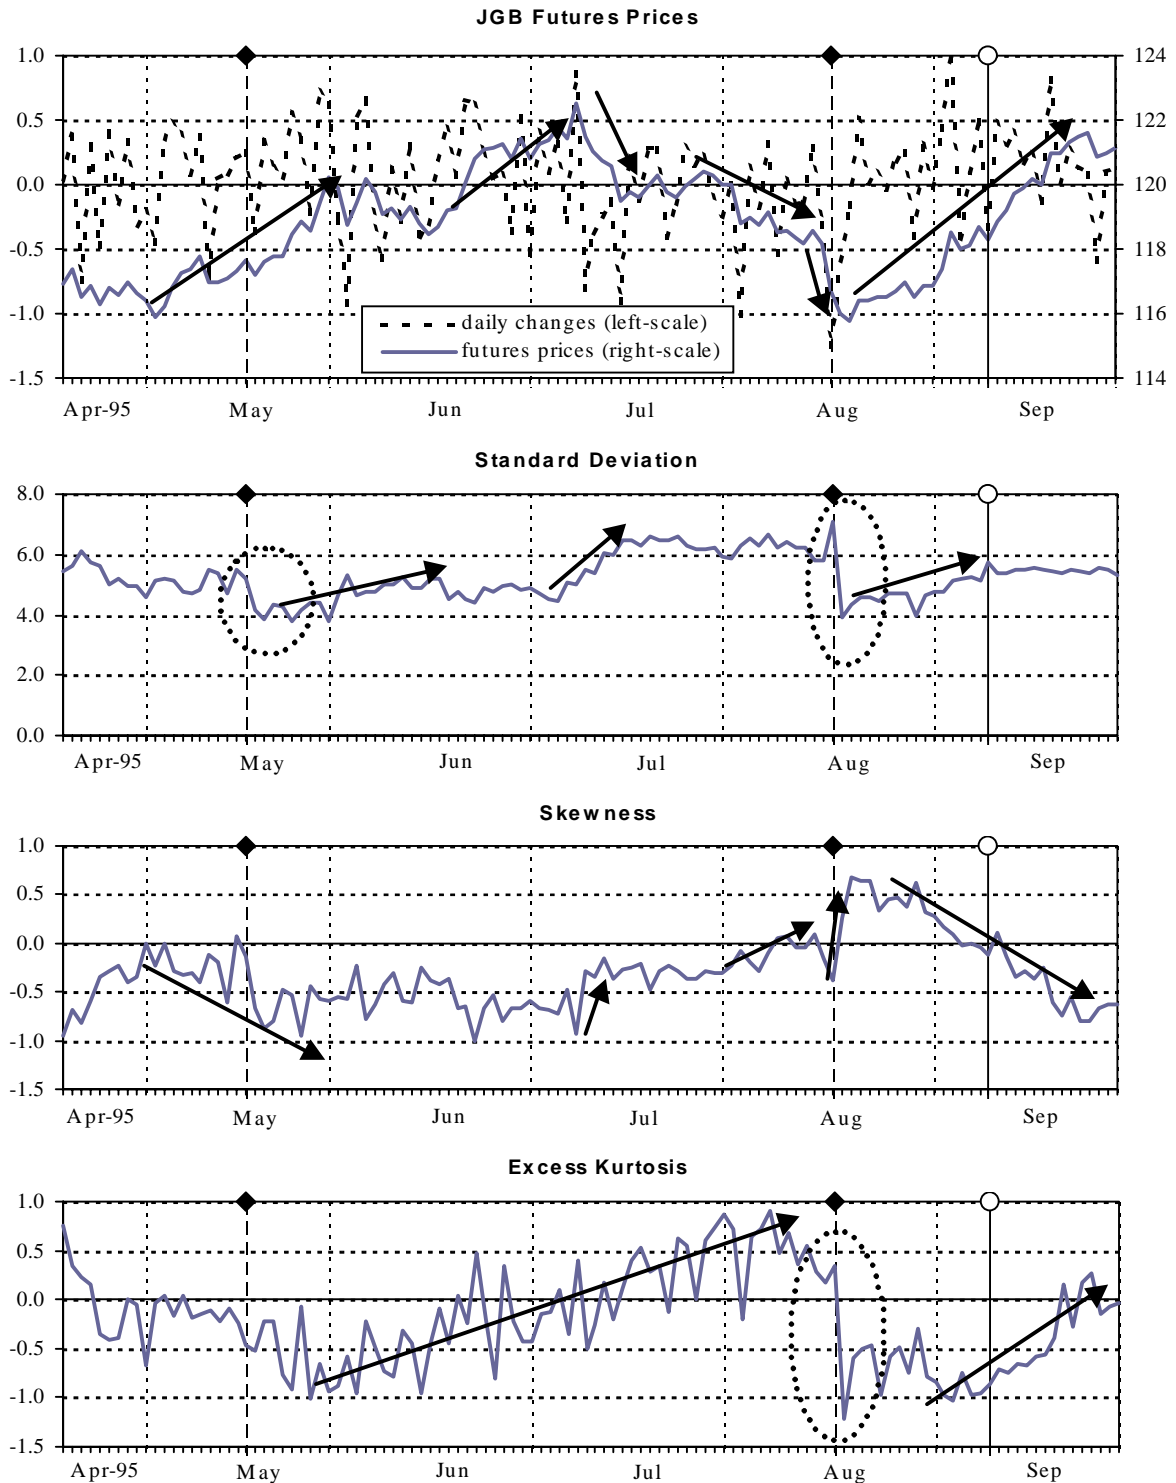 JGB Futures Prices
1.0 124
0.5 122
0.0 120
-0.5 118
-1.0 116
-1.5 114
daily changes (left-scale)
futures prices (right-scale)
Apr-95 May Jun Jul Aug Sep
Standard Deviation
8.0
6.0
4.0
2.0
0.0
Apr-95 May Jun Jul Aug Sep
Skewness
1.0
0.5
0.0
-0.5
-1.0
-1.5
Apr-95 May Jun Jul Aug Sep
Excess Kurtosis
1.0
0.5
0.0
-0.5
-1.0
-1.5
Apr-95 May Jun Jul Aug Sep